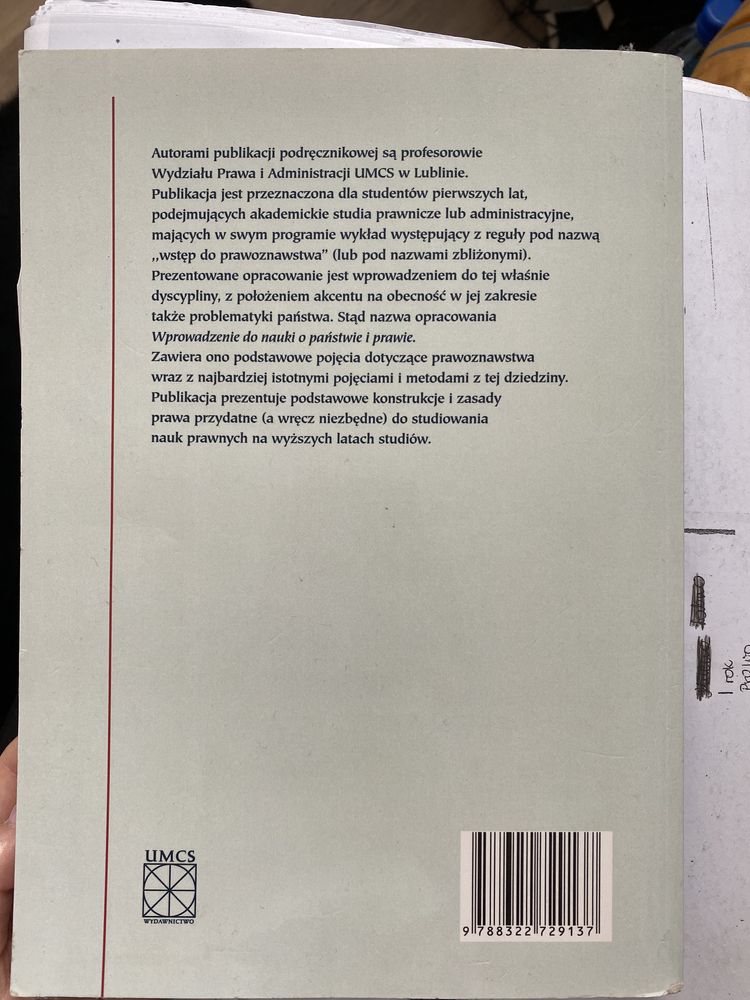 Autorami publikacji podręcznikowej są profesorowie
Wydziału Prawa i Administracji UMCS w Lublinie.
Publikacja jest przeznaczona dla studentów pierwszych lat,
podejmujących akademickie studia prawnicze lub administracyjne,
mających w swym programie wykład występujący z reguły pod nazwą
,,wstęp do prawoznawstwa” (lub pod nazwami zbliżonymi).
Prezentowane opracowanie jest wprowadzeniem do tej właśnie
dyscypliny, z położeniem akcentu na obecność w jej zakresie
także problematyki państwa. Stąd nazwa opracowania
Wprowadzenie do nauki o państwie i prawie.
Zawiera ono podstawowe pojęcia dotyczące prawoznawstwa
wraz z najbardziej istotnymi pojęciami i metodami z tej dziedziny.
Publikacja prezentuje podstawowe konstrukcje i zasady
prawa przydatne (a wręcz niezbędne) do studiowania
nauk prawnych na wyższych latach studiów.
UMCS
WYDAWNICTWO
9 788322 729137
1 rok